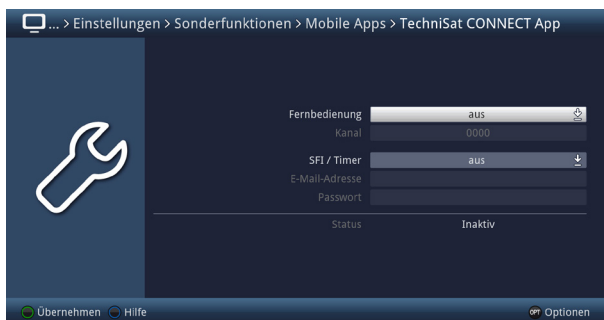 ... > Einstellungen > Sonderfunktionen > Mobile Apps > TechniSat CONNECT App
Fernbedienung aus
Kanal 0000
SFI / Timer aus
E-Mail-Adresse
Passwort
Status Inaktiv
Übernehmen Hilfe OPT Optionen